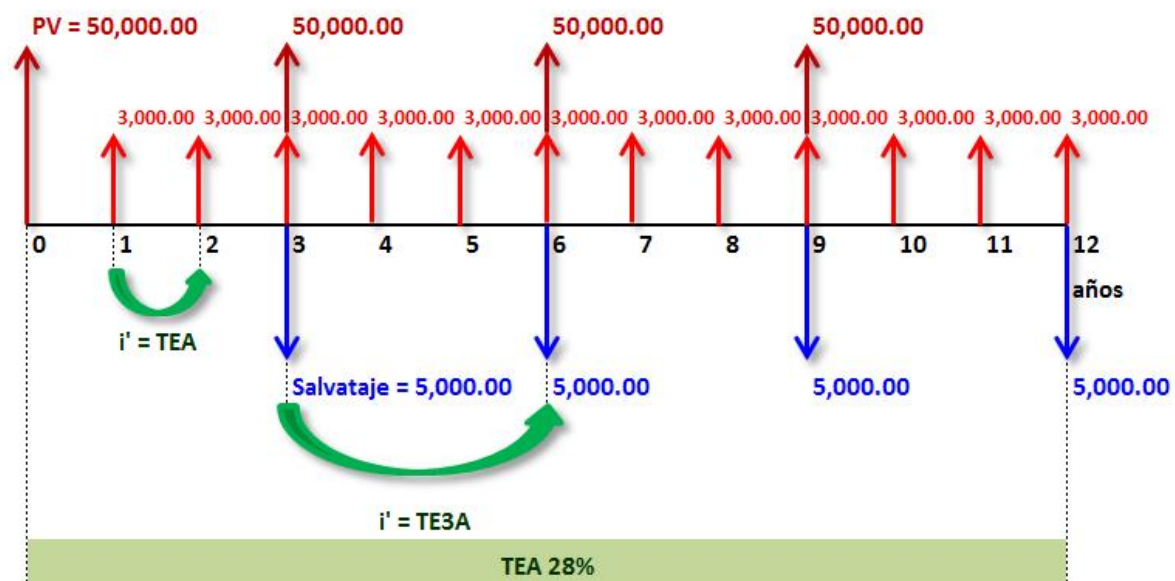 PV = 50,000.00 50,000.00 50,000.00 50,000.00
3,000.00 3,000.00 3,000.00 3,000.00 3,000.00 3,000.00 3,000.00 3,000.00 3,000.00 3,000.00 3,000.00 3,000.00
0 1 2 3 4 5 6 7 8 9 10 11 12
años
i' = TEA
Salvataje = 5,000.00 5,000.00 5,000.00 5,000.00
i' = TE3A
TEA 28%